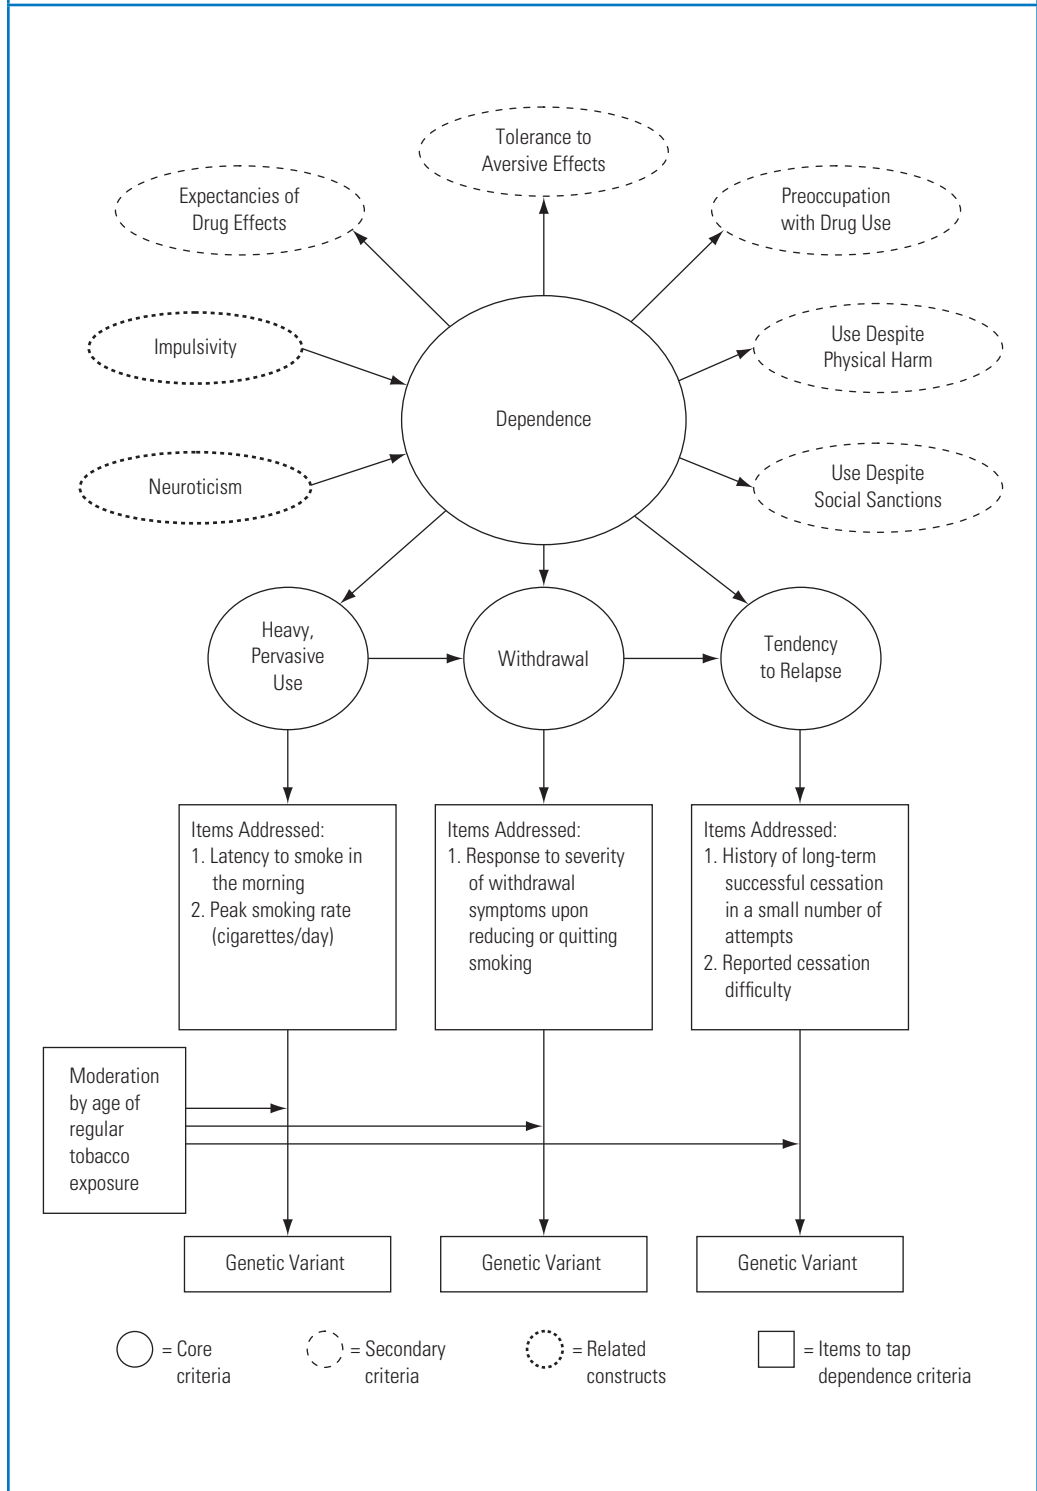 Tolerance to
Aversive Effects
Expectancies of
Drug Effects
Preoccupation
with Drug Use
Impulsivity
Use Despite
Physical Harm
Dependence
Neuroticism
Use Despite
Social Sanctions
Heavy,
Pervasive
Use
Withdrawal
Tendency
to Relapse
Items Addressed:
1. Latency to smoke in
the morning
2. Peak smoking rate
(cigarettes/day)
Items Addressed:
1. Response to severity
of withdrawal
symptoms upon
reducing or quitting
smoking
Items Addressed:
1. History of long-term
successful cessation
in a small number of
attempts
2. Reported cessation
difficulty
Moderation
by age of
regular
tobacco
exposure
Genetic Variant
Genetic Variant
Genetic Variant
= Core
criteria
= Secondary
criteria
= Related
constructs
= Items to tap
dependence criteria